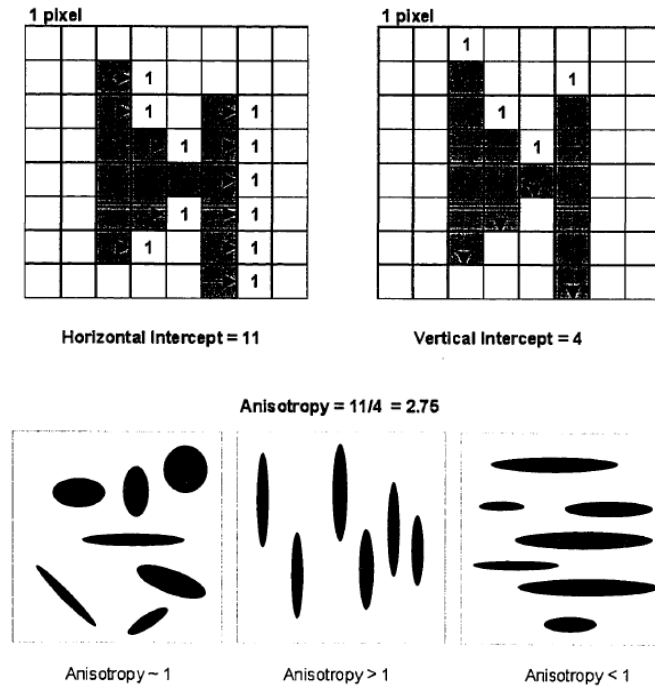 1 pixel
1
1 1
1 1
1
1 1
1 1
1
Horizontal Intercept = 11
1 pixel
1
1
1
1
Vertical Intercept = 4
Anisotropy = 11/4 = 2.75
Anisotropy ~ 1
Anisotropy > 1
Anisotropy < 1